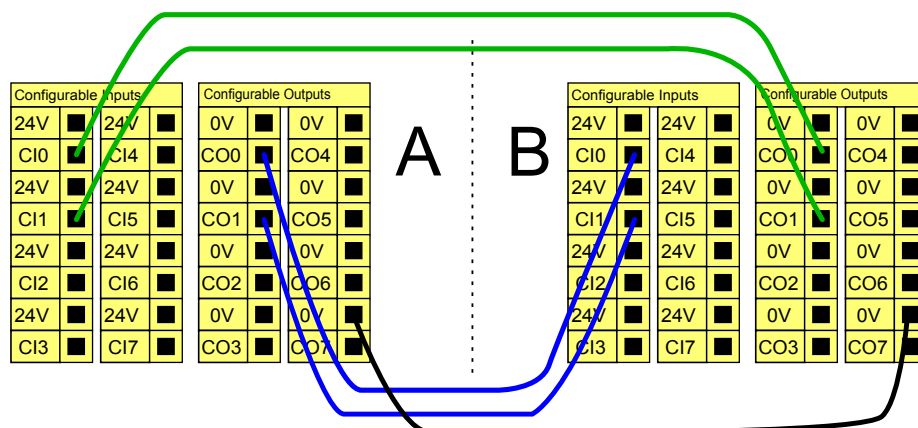 Configurable Inputs Configurable Outputs Configurable Inputs Configurable Outputs
24V 24V 0V 0V A B 24V 24V 0V 0V
CI0 CI4 CO0 CO4 CI0 CI4 CO0 CO4
24V 24V 0V 0V 24V 24V 0V 0V
CI1 CI5 CO1 CO5 CI1 CI5 CO1 CO5
24V 24V 0V 0V 24V 24V 0V 0V
CI2 CI6 CO2 CO6 CI2 CI6 CO2 CO6
24V 24V 0V 0V 24V 24V 0V 0V
CI3 CI7 CO3 CO7 CI3 CI7 CO3 CO7